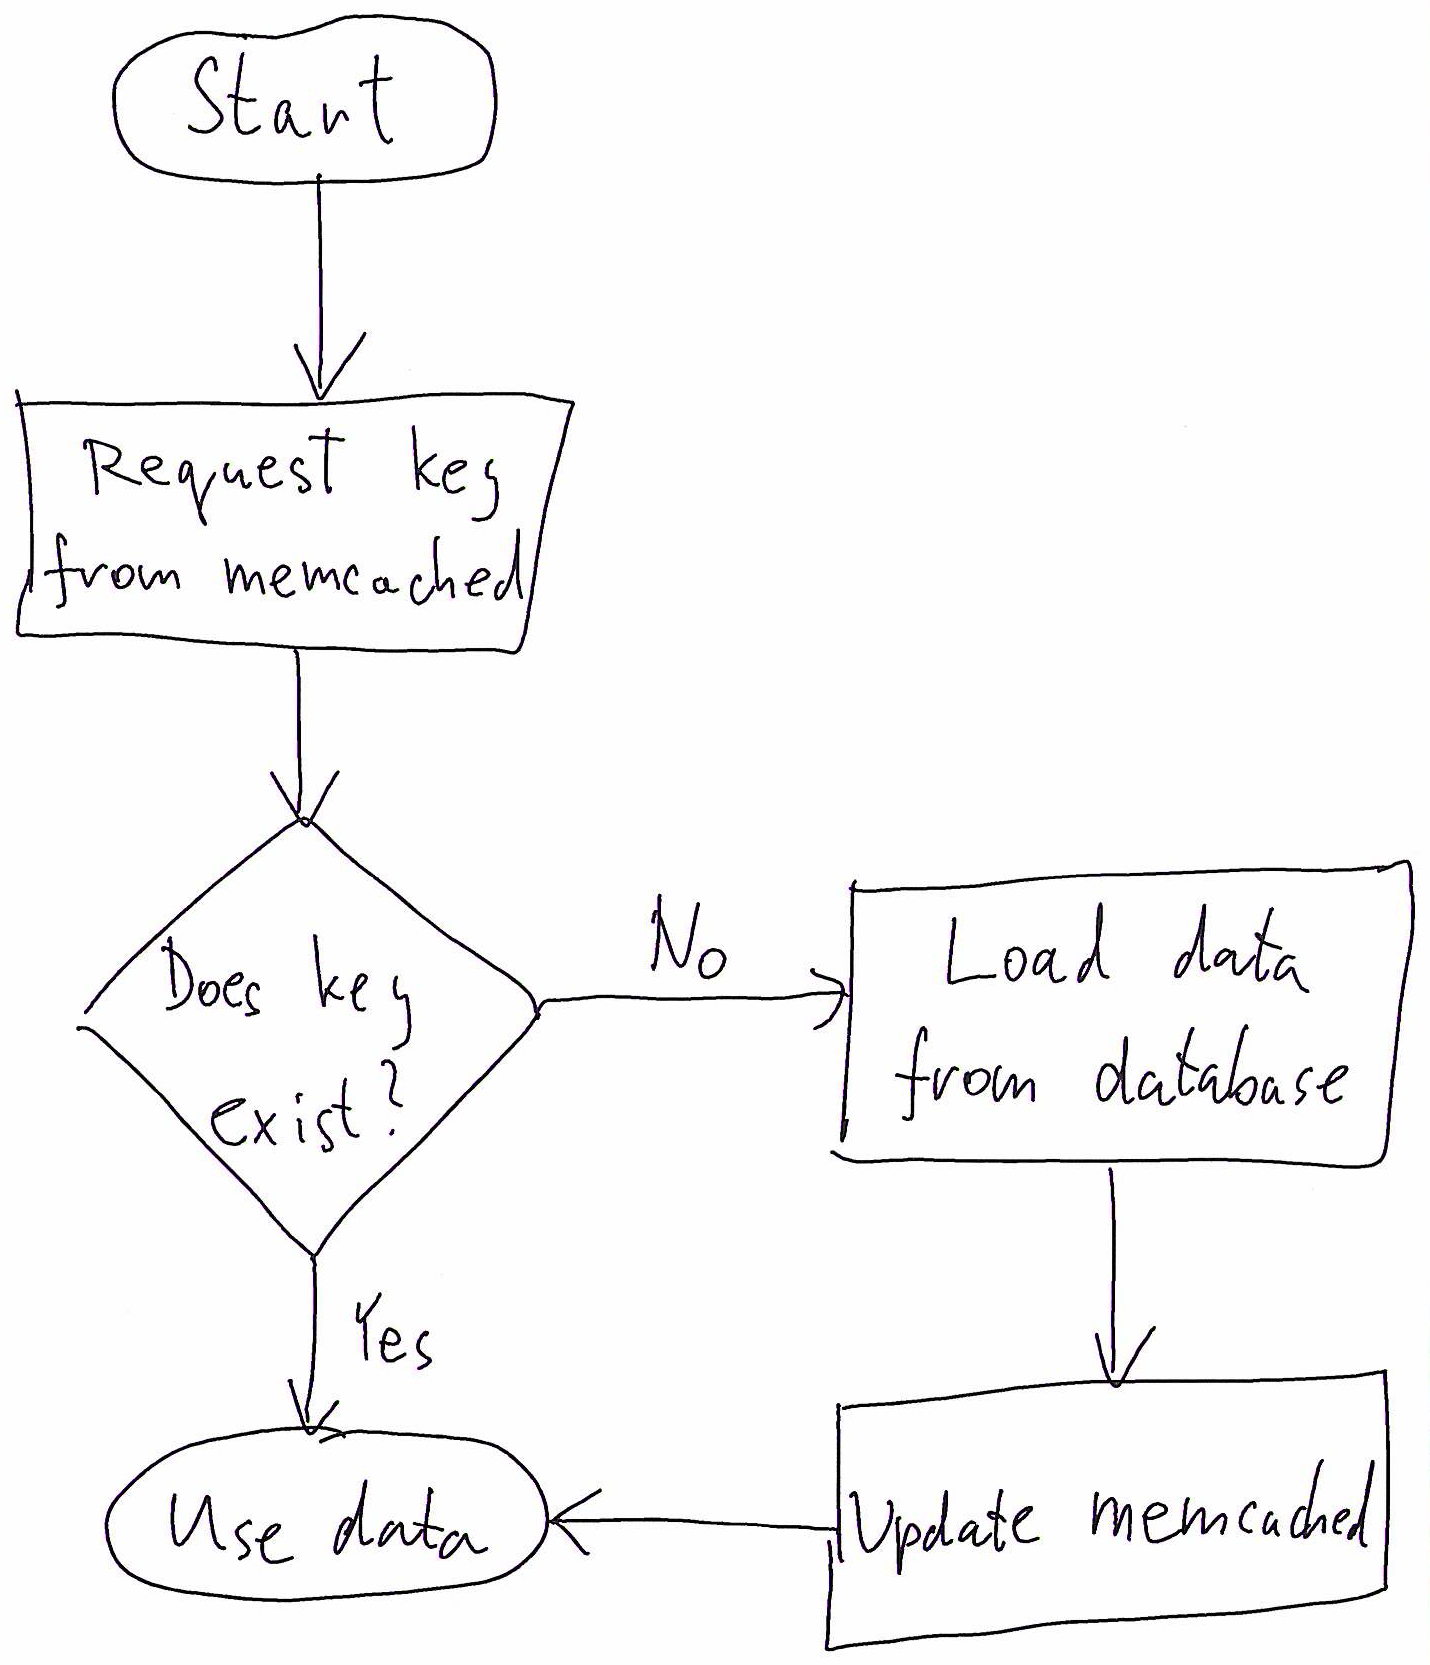 Start
Request key
from memcached
Does key
exist?
No
Load data
from database
Yes
Update memcached
Use data